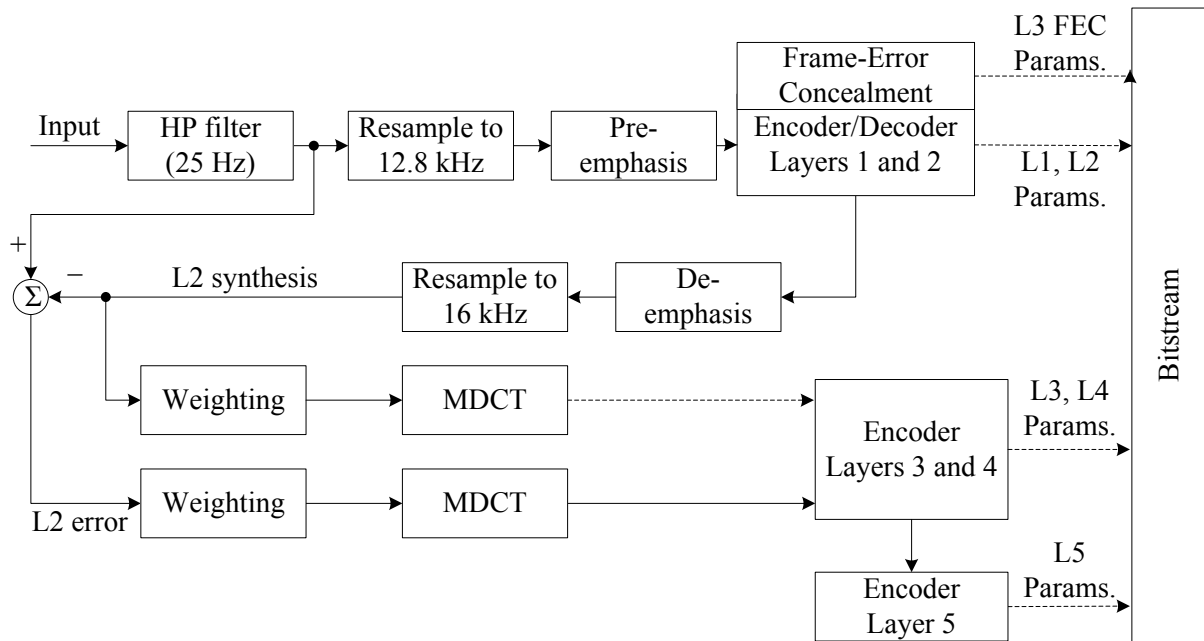 L3 FEC
Params.
Frame-Error
Concealment
Input
HP filter
(25 Hz)
Resample to
12.8 kHz
Pre-
emphasis
Encoder/Decoder
Layers 1 and 2
L1, L2
Params.
+
−
Σ
L2 synthesis
Resample to
16 kHz
De-
emphasis
Bitstream
Weighting
MDCT
L3, L4
Params.
Encoder
Layers 3 and 4
Weighting
MDCT
L2 error
L5
Params.
Encoder
Layer 5